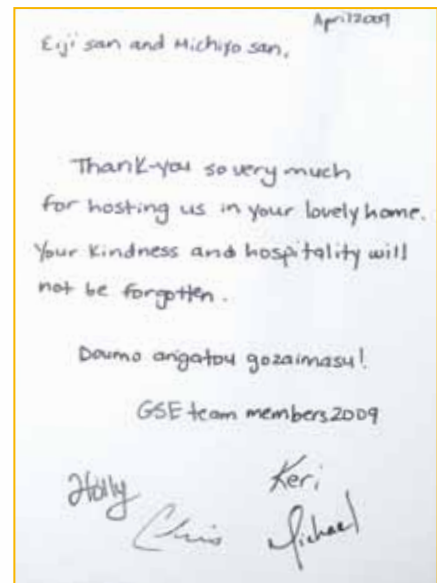 April 2009
Eiji san and Michiyo san,
Thank-you so very much
for hosting us in your lovely home.
Your kindness and hospitality will
not be forgotten.
Doumo arigatou gozaimasu!
GSE team members 2009
Holly
Keri
Chris
Michael